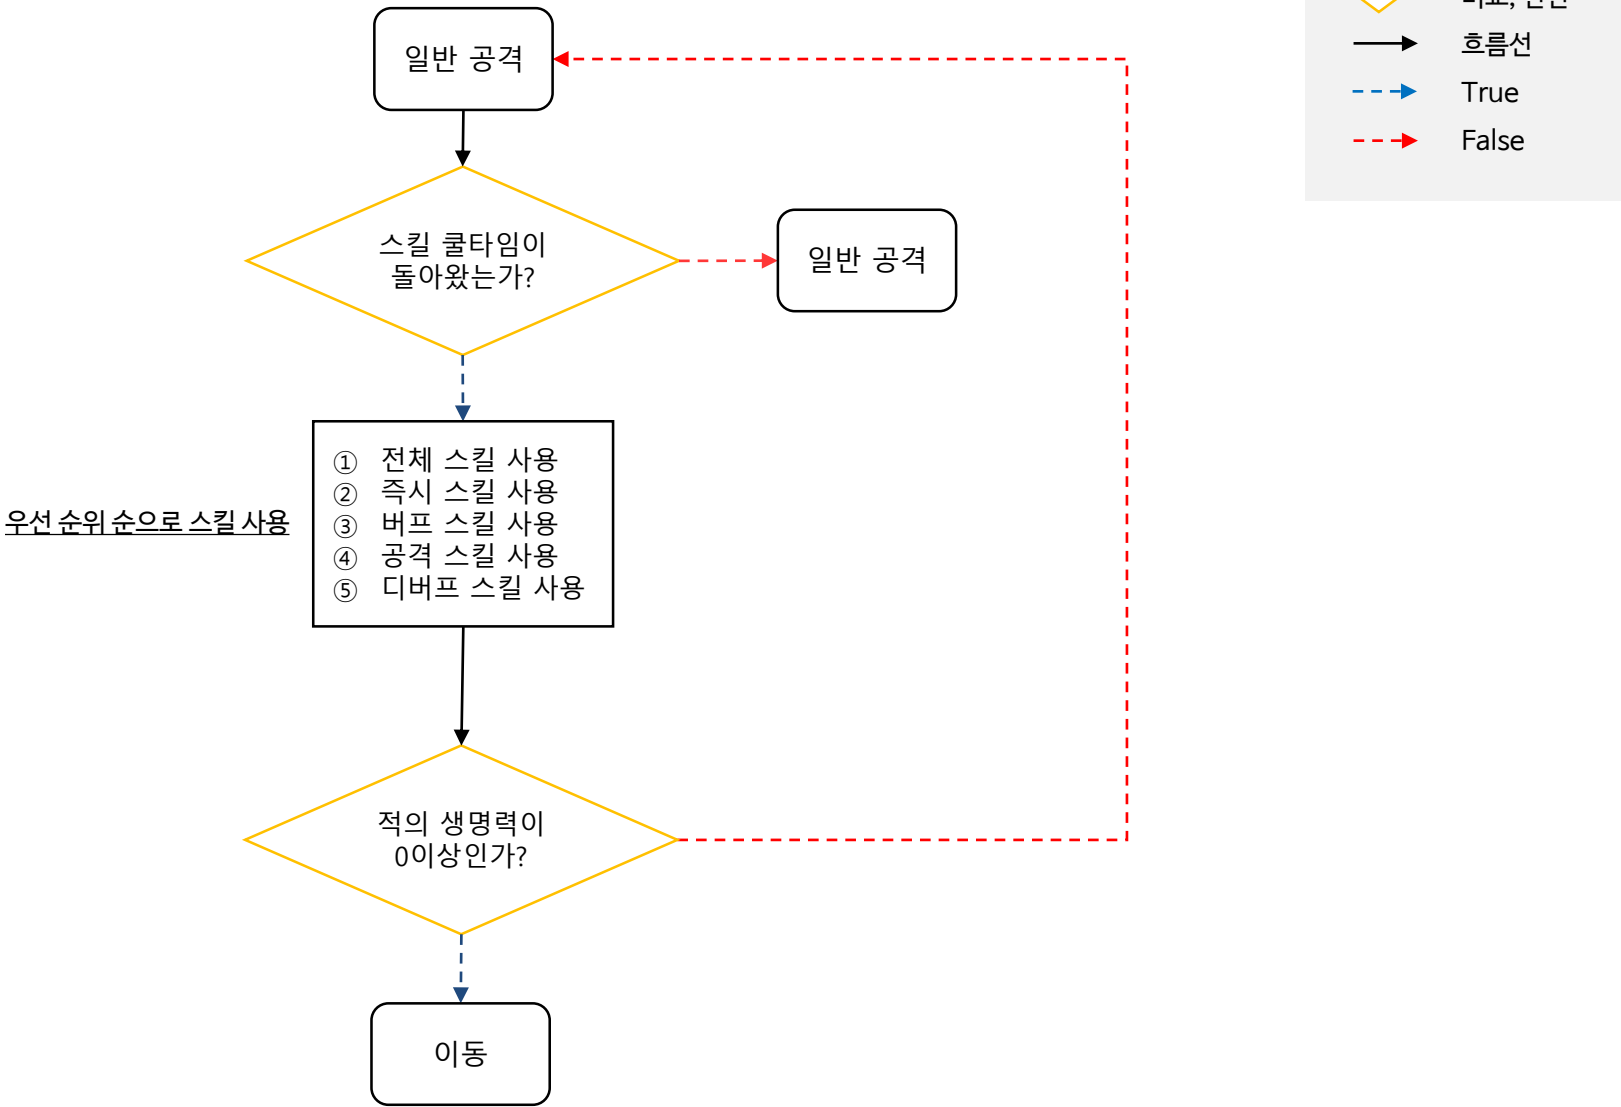 일반 공격
흐름선
True
False
스킬 쿨타임이
돌아왔는가?
일반 공격
① 전체 스킬 사용
② 즉시 스킬 사용
③ 버프 스킬 사용
④ 공격 스킬 사용
⑤ 디버프 스킬 사용
우선 순위 순으로 스킬 사용
적의 생명력이
0이상인가?
이동